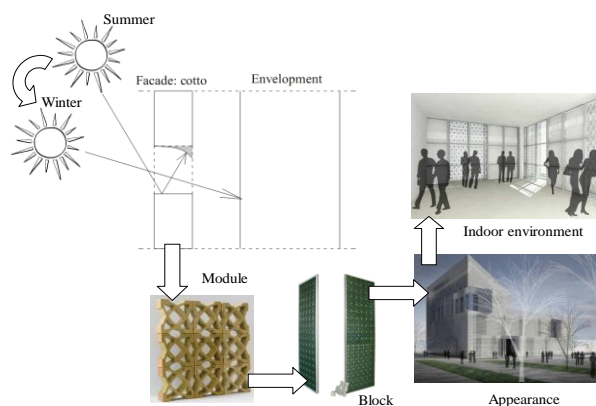 Summer
Facade: cotto
Envelopment
Winter
Indoor environment
Module
Block
Appearance